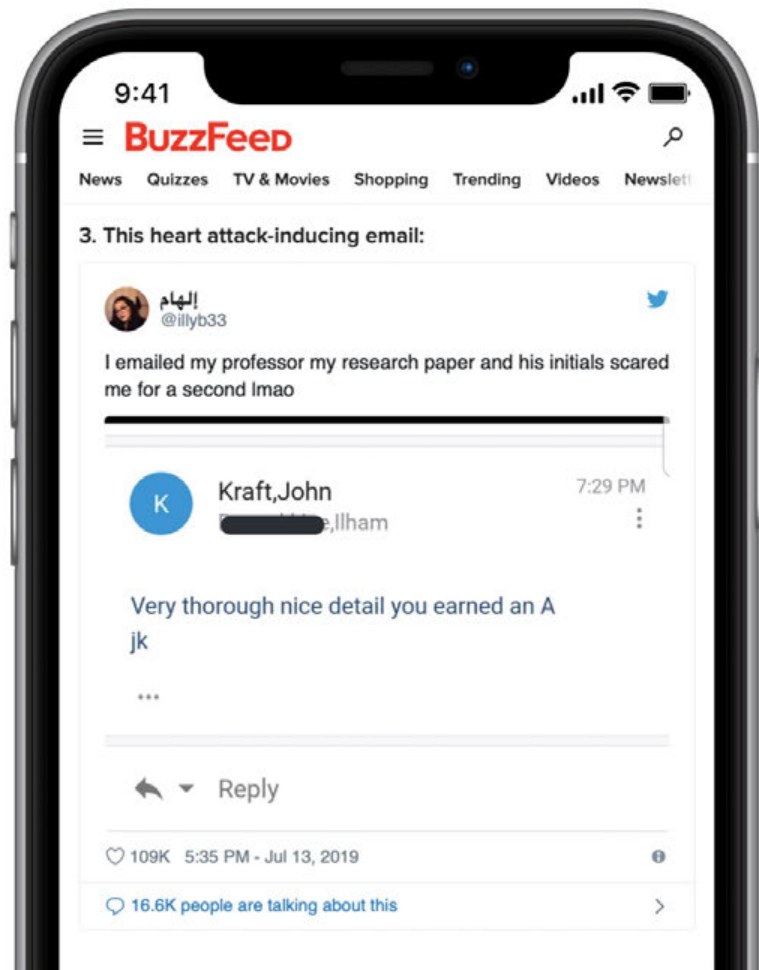 9:41
BuzzFeeD
News Quizzes TV & Movies Shopping Trending Videos Newslett
3. This heart attack-inducing email:
إلهام
@illyb33
I emailed my professor my research paper and his initials scared
me for a second lmao
K
Kraft,John
7:29 PM
,Ilham
Very thorough nice detail you earned an A
jk
...
Reply
109K 5:35 PM - Jul 13, 2019
16.6K people are talking about this